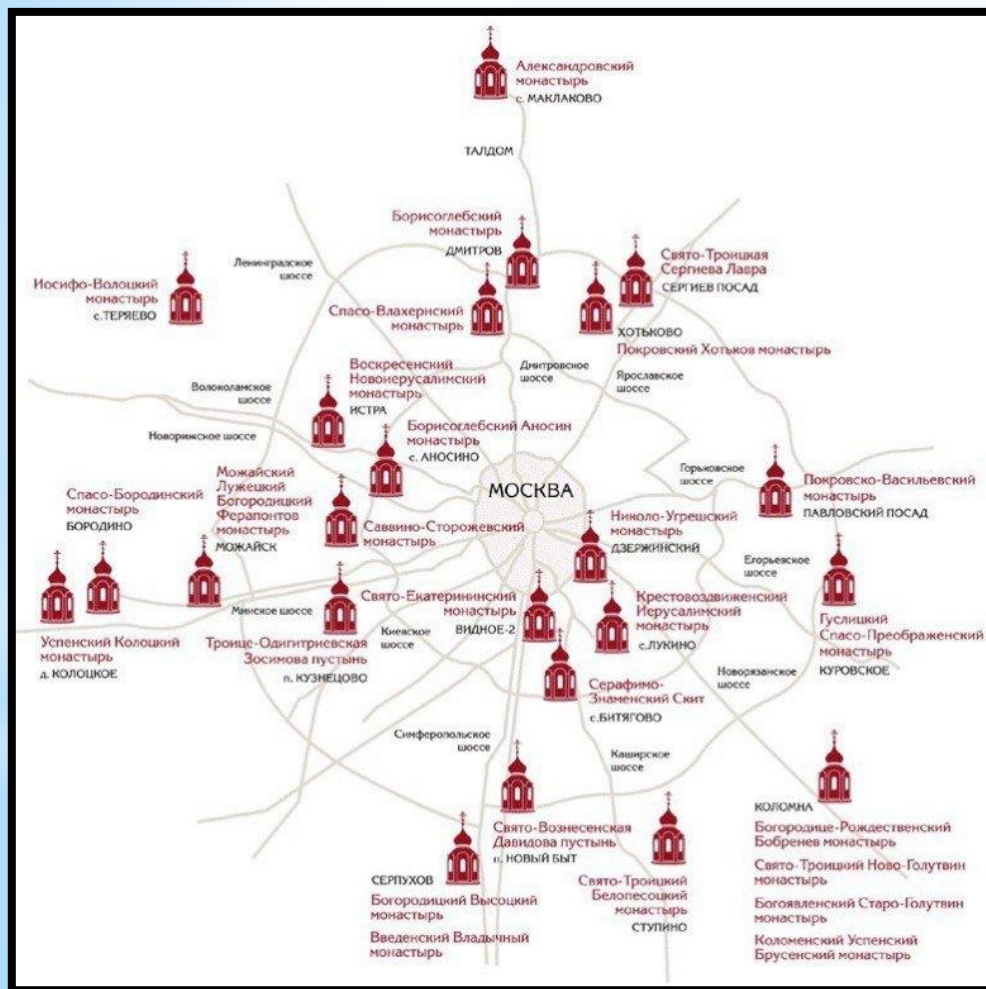 Александровский
монастырь
с. МАКЛАКОВО
ТАЛДОМ
Борисоглебский
монастырь
ДМИТРОВ
Свято-Троицкая
Сергиева Лавра
СЕРГИЕВ ПОСАД
Ленинградское
шоссе
Иосифо-Волоцкий
монастырь
с.ТЕРЯЕВО
Спасо-Влахернский
монастырь
ХОТЬКОВО
Покровский Хотьков монастырь
Дмитровское
шоссе
Ярославское
шоссе
Воскресенский
Новоиерусалимский
монастырь
ИСТРА
Волоколамское
шоссе
Новорижское шоссе
Борисоглебский Аносин
монастырь
с. АНОСИНО
Горьковское
шоссе
Покровско-Васильевский
монастырь
ПАВЛОВСКИЙ ПОСАД
МОСКВА
Можайский
Лужецкий
Богородицкий
Ферапонтов
монастырь
МОЖАЙСК
Спасо-Бородинский
монастырь
БОРОДИНО
Саввино-Сторожевский
монастырь
Николо-Угрешский
монастырь
ДЗЕРЖИНСКИЙ
Егорьевское
шоссе
Свято-Екатерининский
монастырь
ВИДНОЕ-2
Крестовоздвиженский
Иерусалимский
монастырь
с.ЛУКИНО
Минское шоссе
Киевское
шоссе
Гуслицкий
Спасо-Преображенский
монастырь
КУРОВСКОЕ
Успенский Колоцкий
монастырь
д. КОЛОЦКОЕ
Троице-Одигитриевская
Зосимова пустынь
п. КУЗНЕЦОВО
Новорязанское
шоссе
Серафимо-
Знаменский Скит
с.БИТЯГОВО
Симферопольское
шоссе
Каширское
шоссе
КОЛОМНА
Богородице-Рождественский
Бобренев монастырь
Свято-Троицкий Ново-Голутвин
монастырь
Богоявленский Старо-Голутвин
монастырь
Коломенский Успенский
Брусенский монастырь
Свято-Вознесенская
Давидова пустынь
п. НОВЫЙ БЫТ
СЕРПУХОВ
Богородицкий Высоцкий
монастырь
Введенский Владычный
монастырь
Свято-Троицкий
Белопесоцкий
монастырь
СТУПИНО